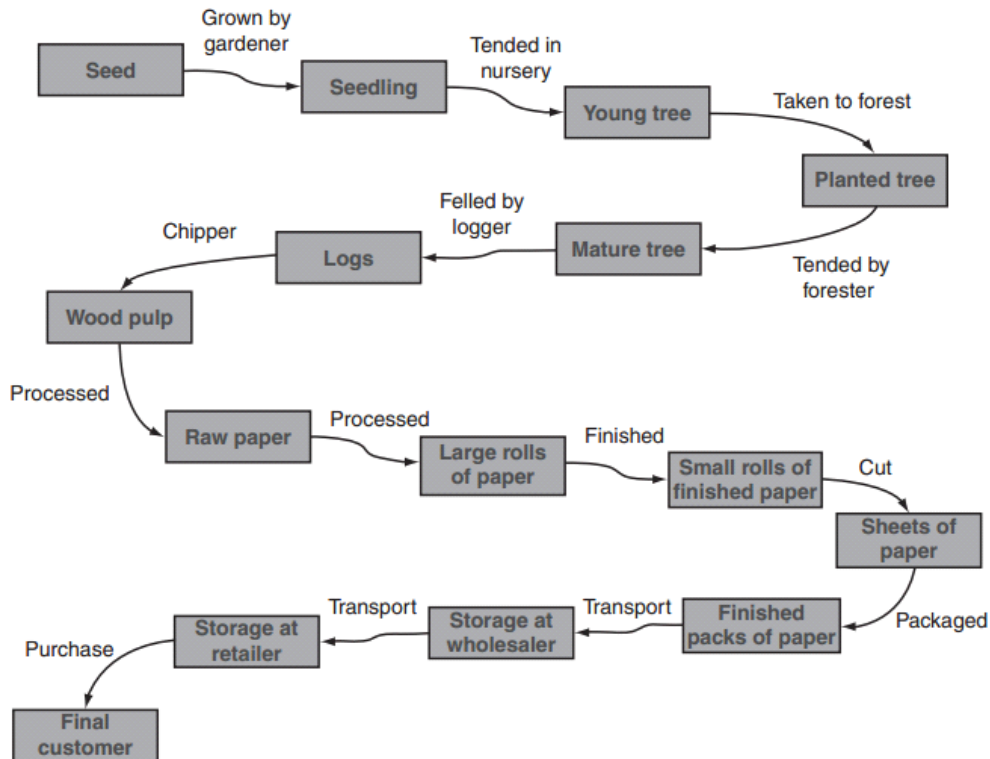 Grown by
gardener
Seed
Seedling
Tended in
nursery
Young tree
Taken to forest
Planted tree
Tended by
forester
Mature tree
Felled by
logger
Logs
Chipper
Wood pulp
Processed
Raw paper
Processed
Large rolls
of paper
Finished
Small rolls of
finished paper
Cut
Sheets of
paper
Packaged
Finished
packs of paper
Transport
Storage at
wholesaler
Transport
Storage at
retailer
Purchase
Final
customer